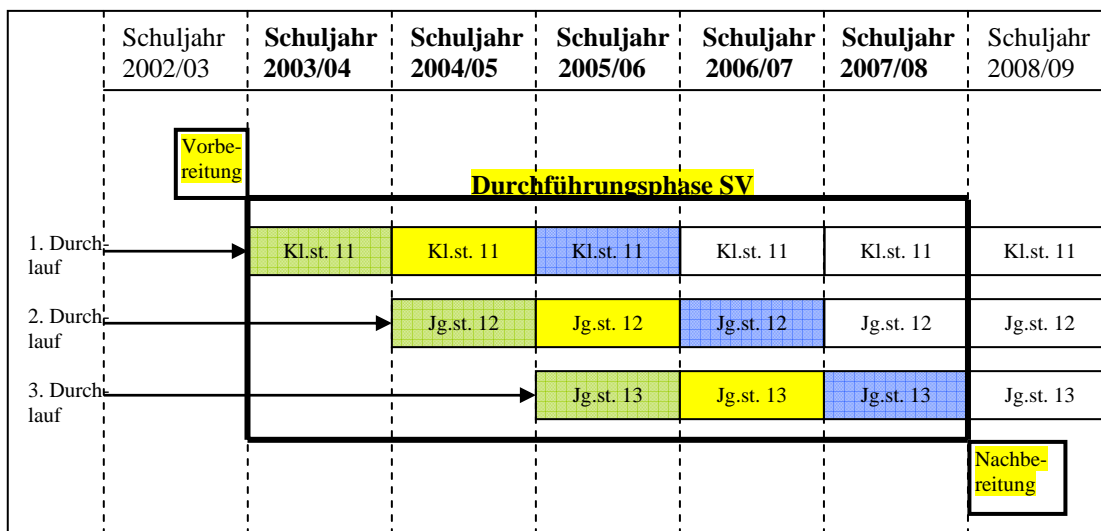 Schuljahr Schuljahr Schuljahr Schuljahr Schuljahr Schuljahr Schuljahr
2002/03 2003/04 2004/05 2005/06 2006/07 2007/08 2008/09
Vorbe-
reitung
Durchführungsphase SV
1. Durch-
lauf
Kl.st. 11 Kl.st. 11 Kl.st. 11 Kl.st. 11 Kl.st. 11 Kl.st. 11
2. Durch-
lauf
Jg.st. 12 Jg.st. 12 Jg.st. 12 Jg.st. 12 Jg.st. 12
3. Durch-
lauf
Jg.st. 13 Jg.st. 13 Jg.st. 13 Jg.st. 13
Nachbe-
reitung